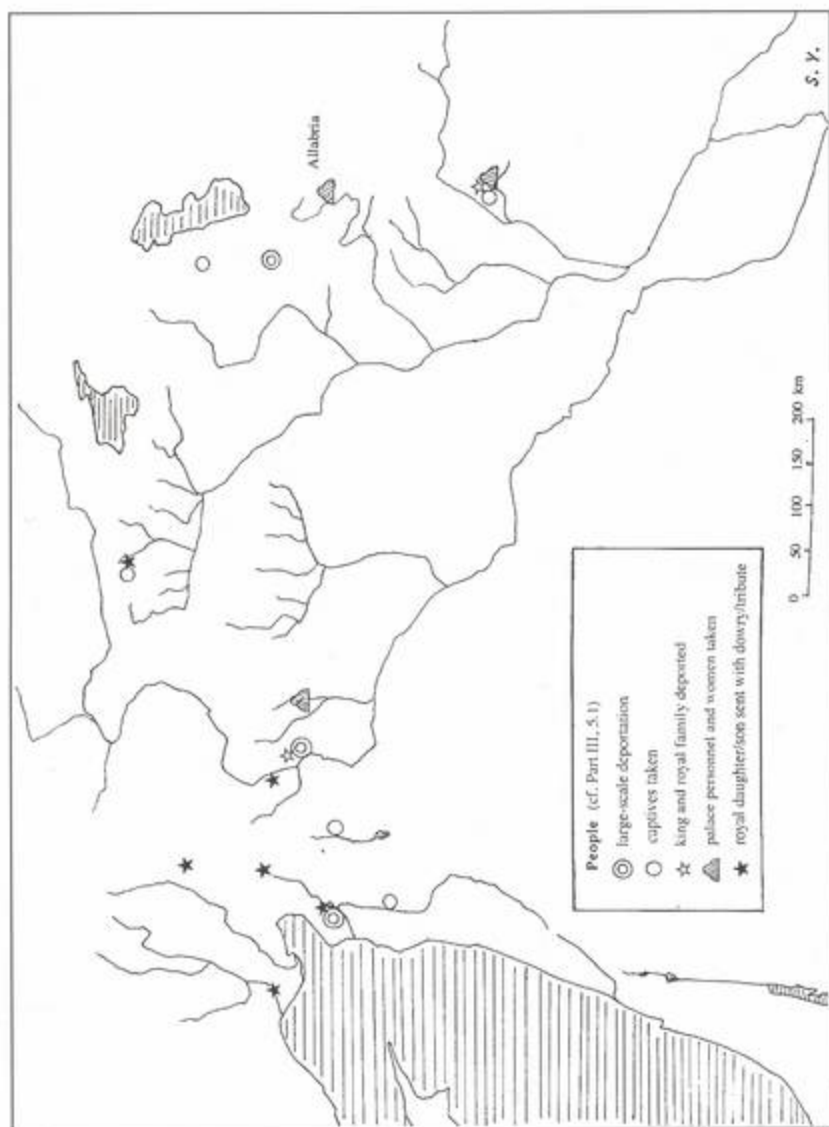 Allabria
S. Y.
People (cf. Part III, 5.1)
large-scale deportation
captives taken
king and royal family deported
palace personnel and women taken
royal daughter/son sent with dowry/tribute
0 50 100 150 200 km